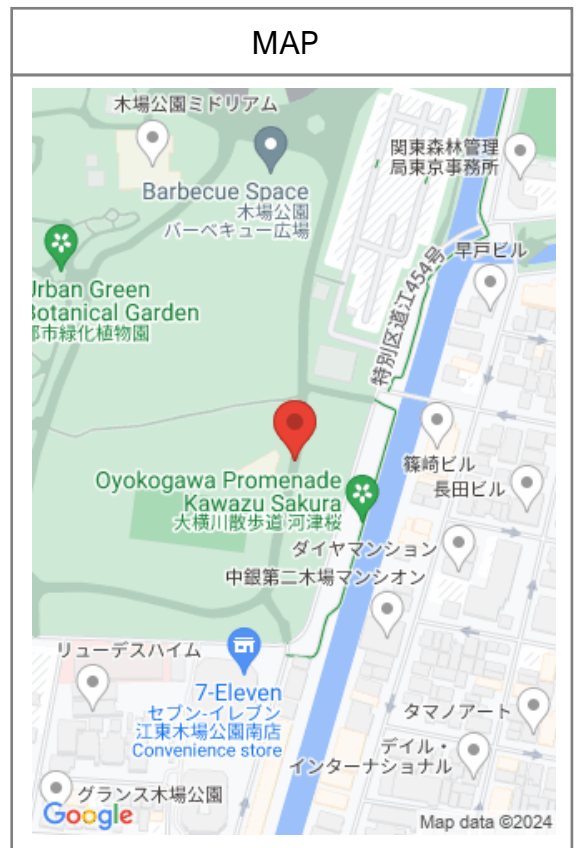 MAP
木場公園ミドリアム
関東森林管理
局東京事務所
Barbecue Space
木場公園
バーベキュー広場
早戸ビル
特別区道江454号
Urban Green
Botanical Garden
都市緑化植物園
篠崎ビル
長田ビル
Oyokogawa Promenade
Kawazu Sakura
大横川散歩道 河津桜
ダイヤマンション
中銀第二木場マンシオン
リューデスハイム
7-Eleven
セブン-イレブン
江東木場公園南店
Convenience store
タマノアート
デイル・
インターナショナル
グランス木場公園
Google
Map data ©2024